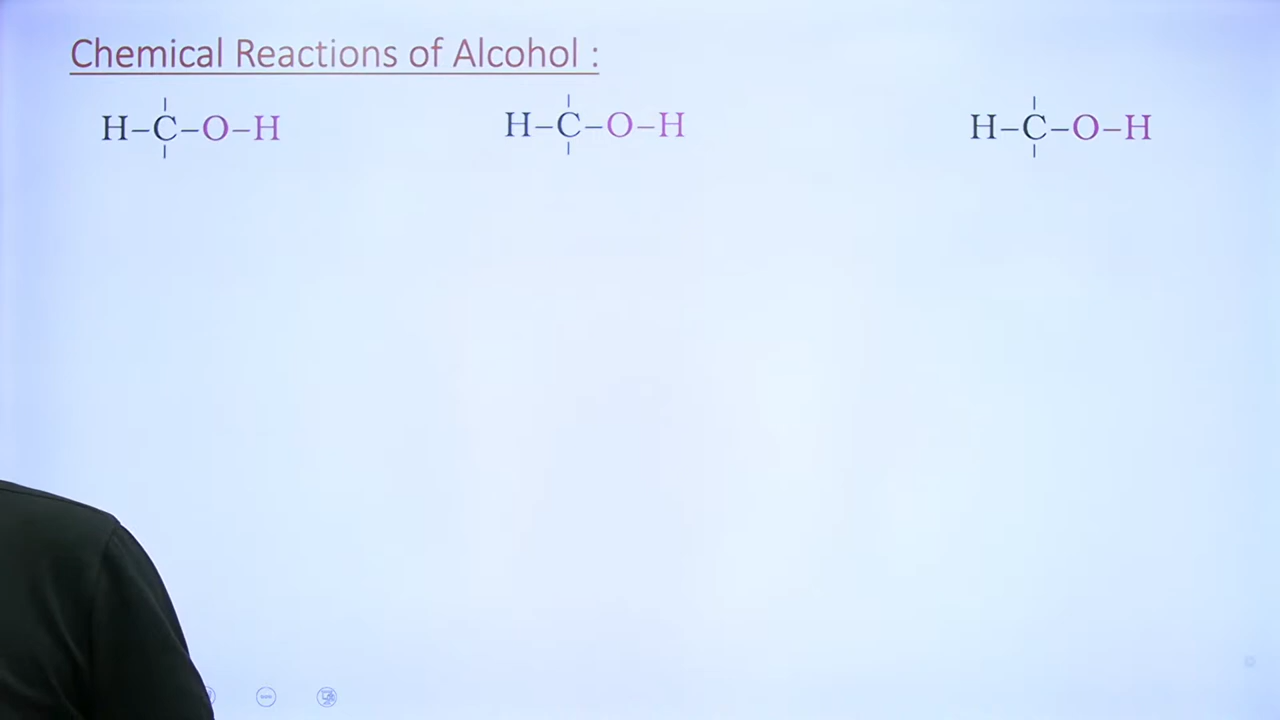 Chemical Reactions of Alcohol :
H–C–O–H H–C–O–H H–C–O–H